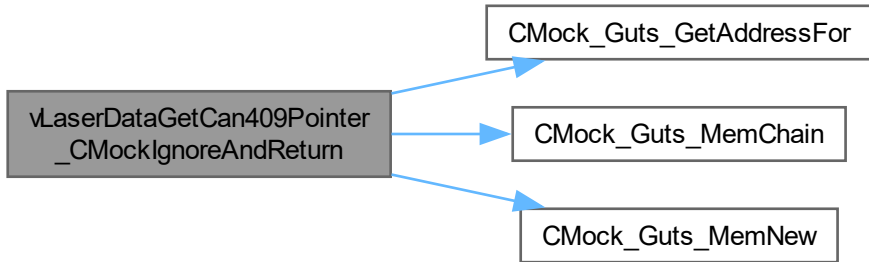 vLaserDataGetCan409Pointer
_CMockIgnoreAndReturn
CMock_Guts_GetAddressFor
CMock_Guts_MemChain
CMock_Guts_MemNew